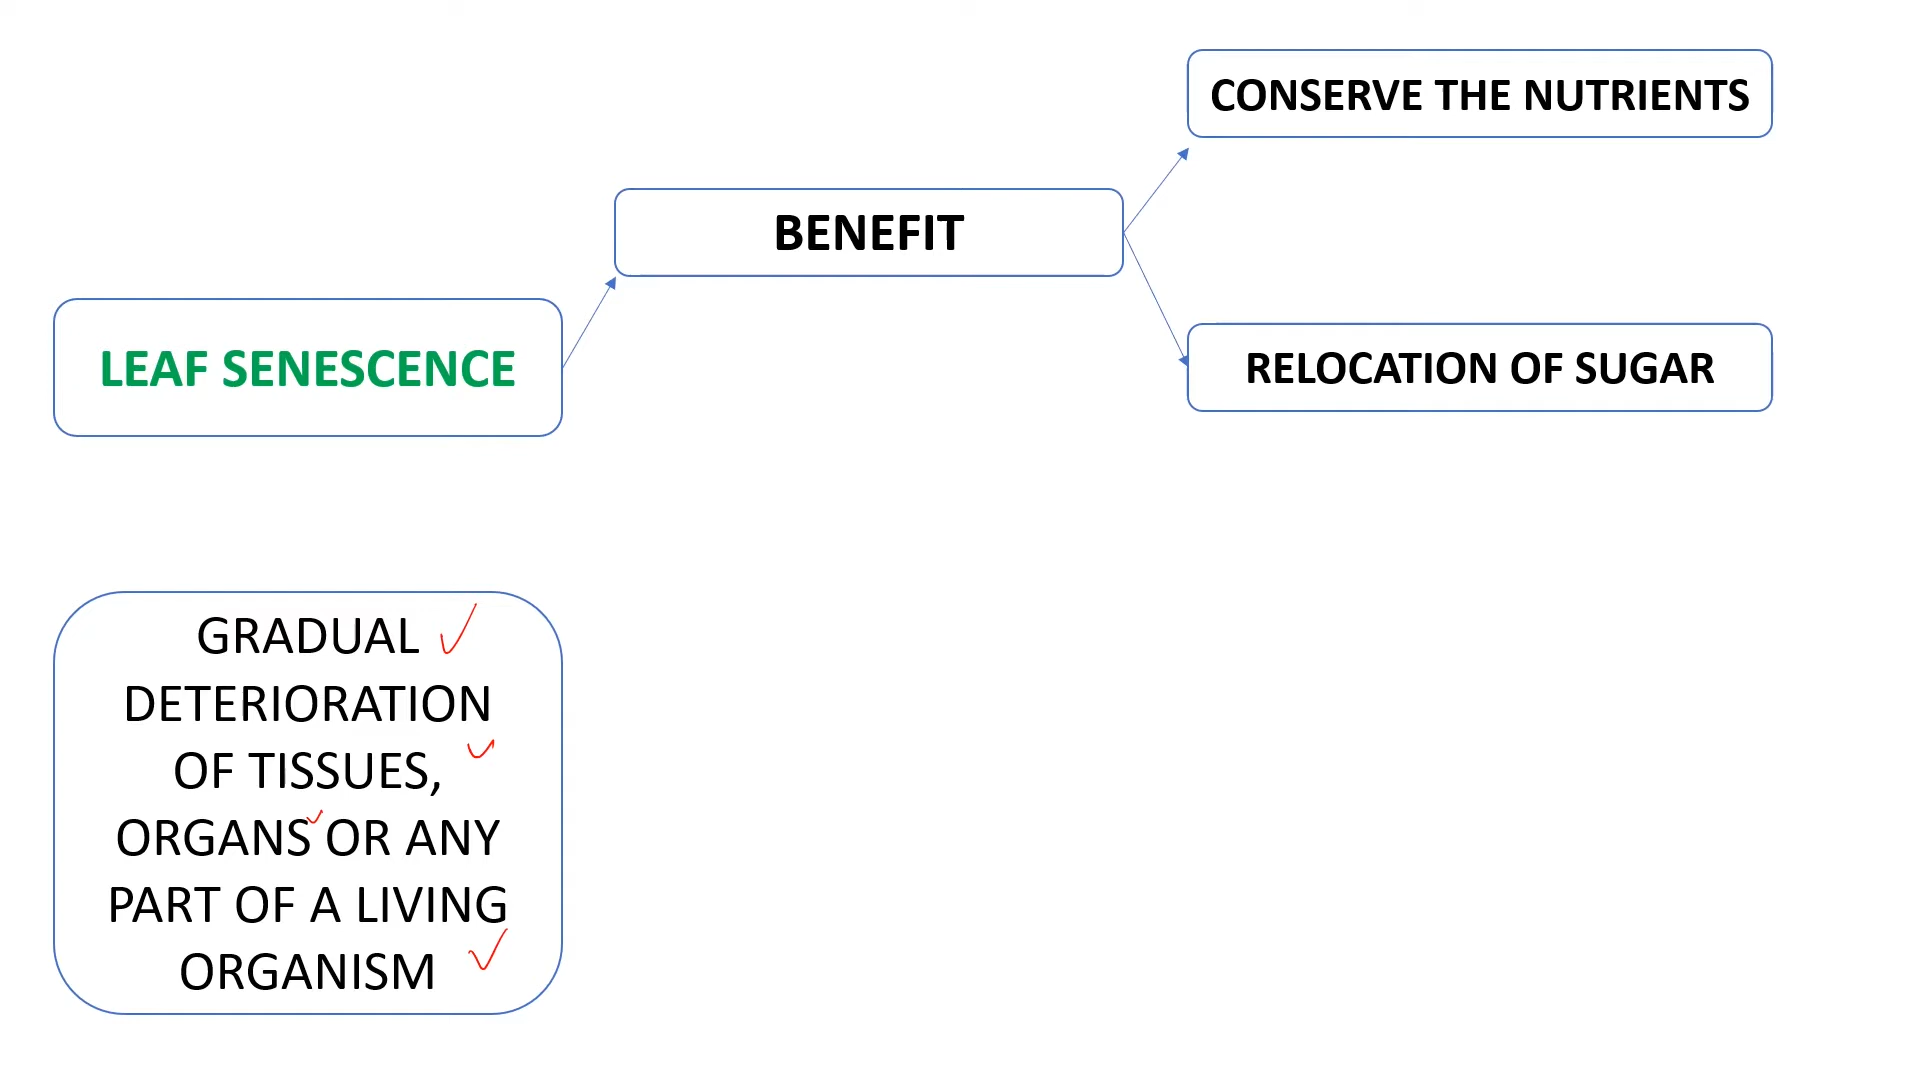 CONSERVE THE NUTRIENTS
BENEFIT
LEAF SENESCENCE
RELOCATION OF SUGAR
GRADUAL
DETERIORATION
OF TISSUES,
ORGANS OR ANY
PART OF A LIVING
ORGANISM